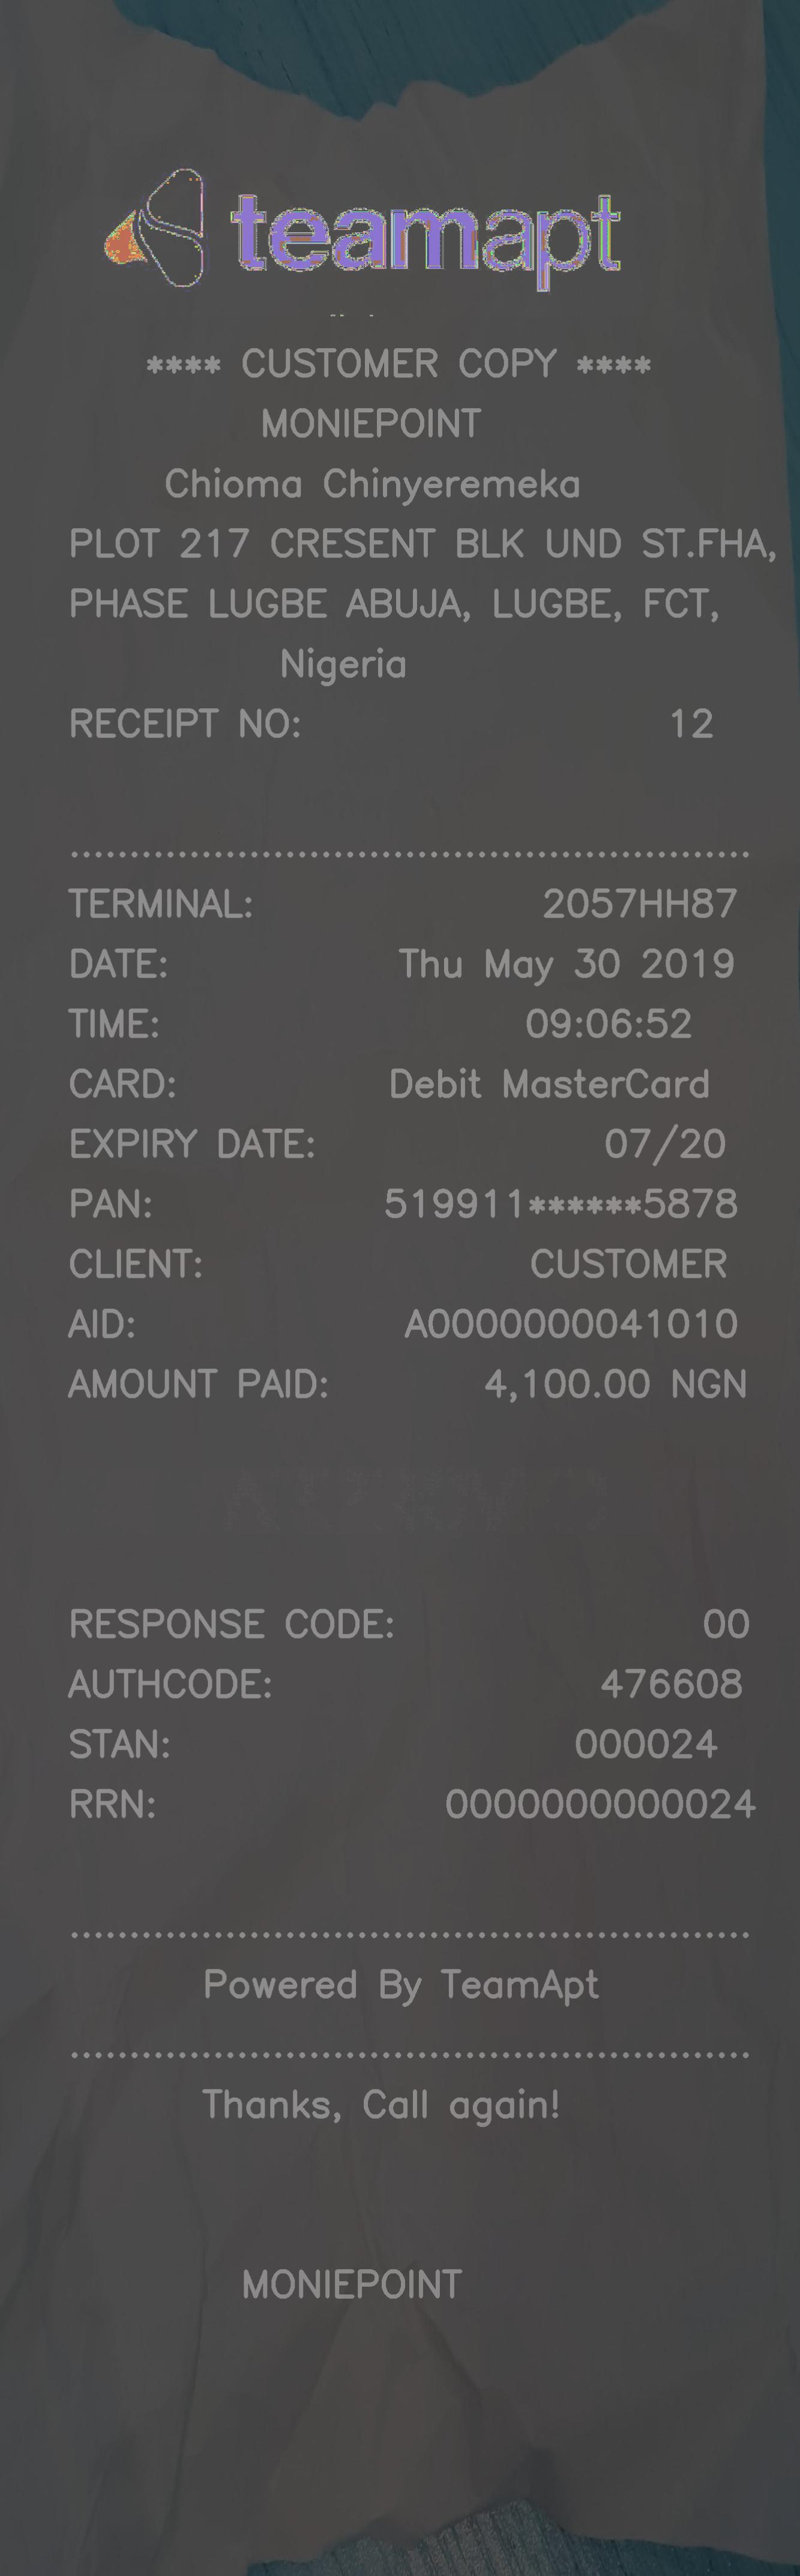 teamapt
**** CUSTOMER COPY ****
MONIEPOINT
Chioma Chinyeremeka
PLOT 217 CRESENT BLK UND ST.FHA,
PHASE LUGBE ABUJA, LUGBE, FCT,
Nigeria
RECEIPT NO: 12
TERMINAL: 2057HH87
DATE: Thu May 30 2019
TIME: 09:06:52
CARD: Debit MasterCard
EXPIRY DATE: 07/20
PAN: 519911******5878
CLIENT: CUSTOMER
AID: A0000000041010
AMOUNT PAID: 4,100.00 NGN
RESPONSE CODE: 00
AUTHCODE: 476608
STAN: 000024
RRN: 0000000000024
Powered By TeamApt
Thanks, Call again!
MONIEPOINT